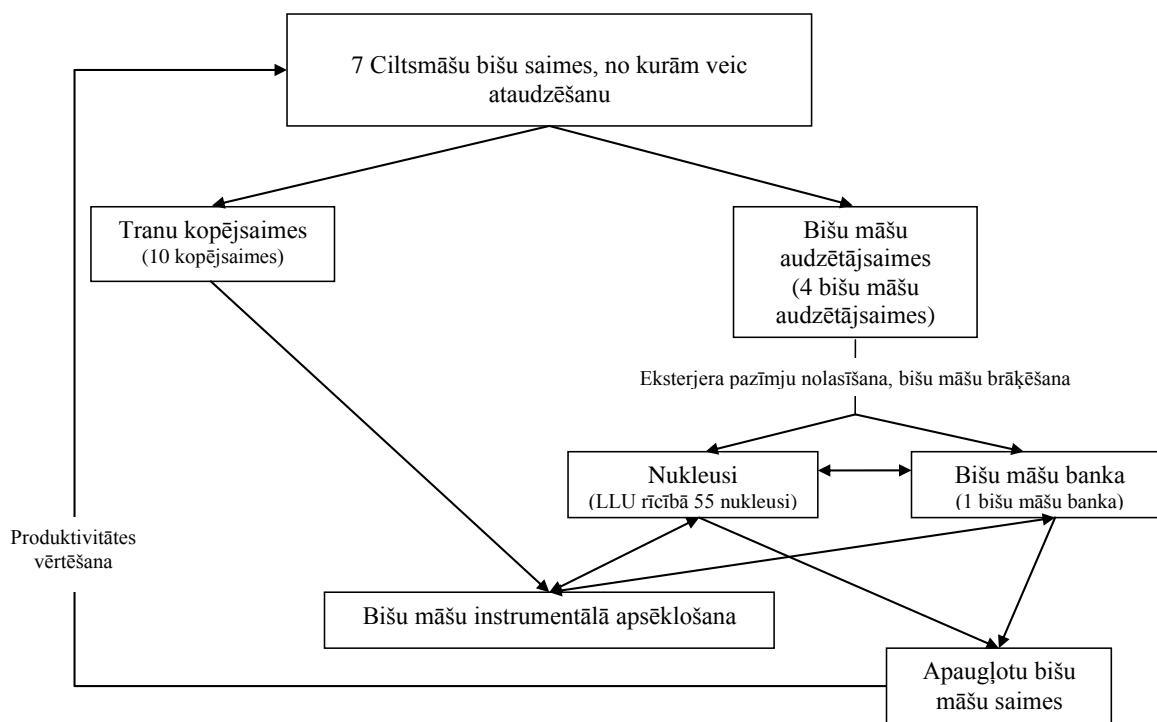 7 Ciltsmāšu bišu saimes, no kurām veic
ataudzēšanu
Tranu kopējsaimes
(10 kopējsaimes)
Bišu māšu
audzētājsaimes
(4 bišu māšu
audzētājsaimes)
Eksterjera pazīmju nolasīšana, bišu māšu brāķēšana
Nukleusi
(LLU rīcībā 55 nukleusi)
Bišu māšu banka
(1 bišu māšu banka)
Produktivitātes
vērtēšana
Bišu māšu instrumentālā apsēklošana
Apaugļotu bišu
māšu saimes